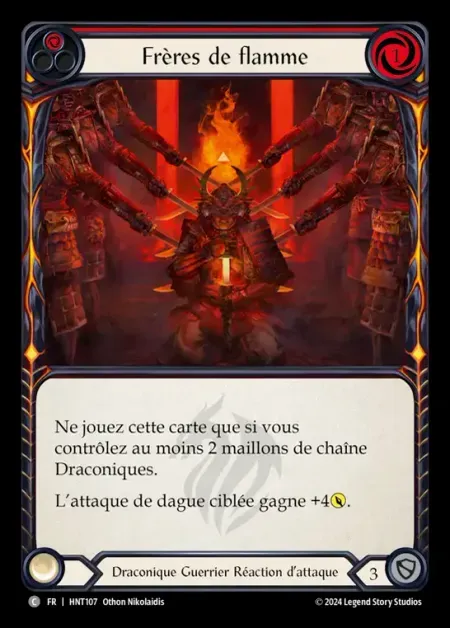 Frères de flamme
1
Ne jouez cette carte que si vous
contrôlez au moins 2 maillons de chaîne
Draconiques.
L'attaque de dague ciblée gagne +4.
Draconique Guerrier Réaction d'attaque
3
C FR | HNT107 Othon Nikolaidis
© 2024 Legend Story Studios